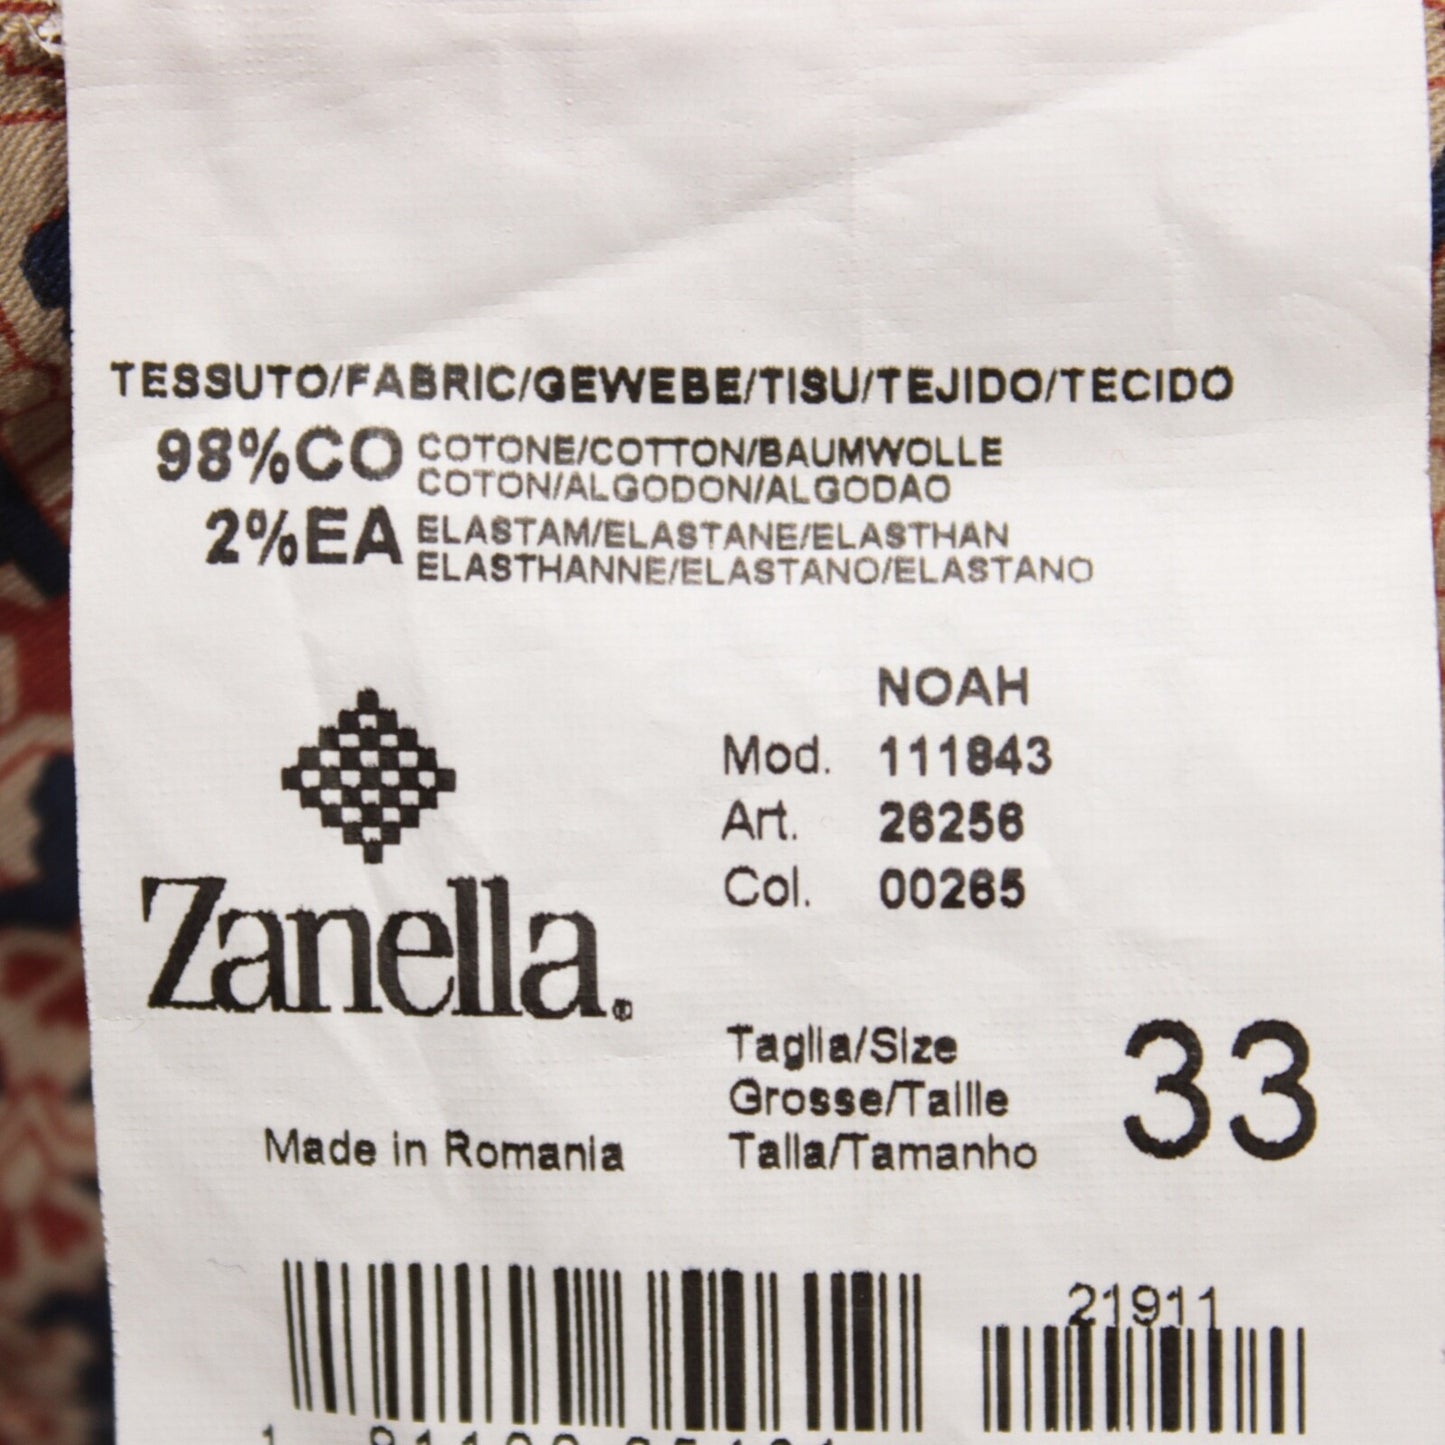 TESSUTO/FABRIC/GEWEBE/TISU/TEJIDO/TECIDO
98%CO COTONE/COTTON/BAUMWOLLE
COTON/ALGODON/ALGODAO
2%EA ELASTAM/ELASTANE/ELASTHAN
ELASTHANNE/ELASTANO/ELASTANO
NOAH
Mod. 111843
Art. 26256
Col. 00265
Zanella.®
Taglia/Size
Grosse/Taille
Talla/Tamanho
33
Made in Romania
21911